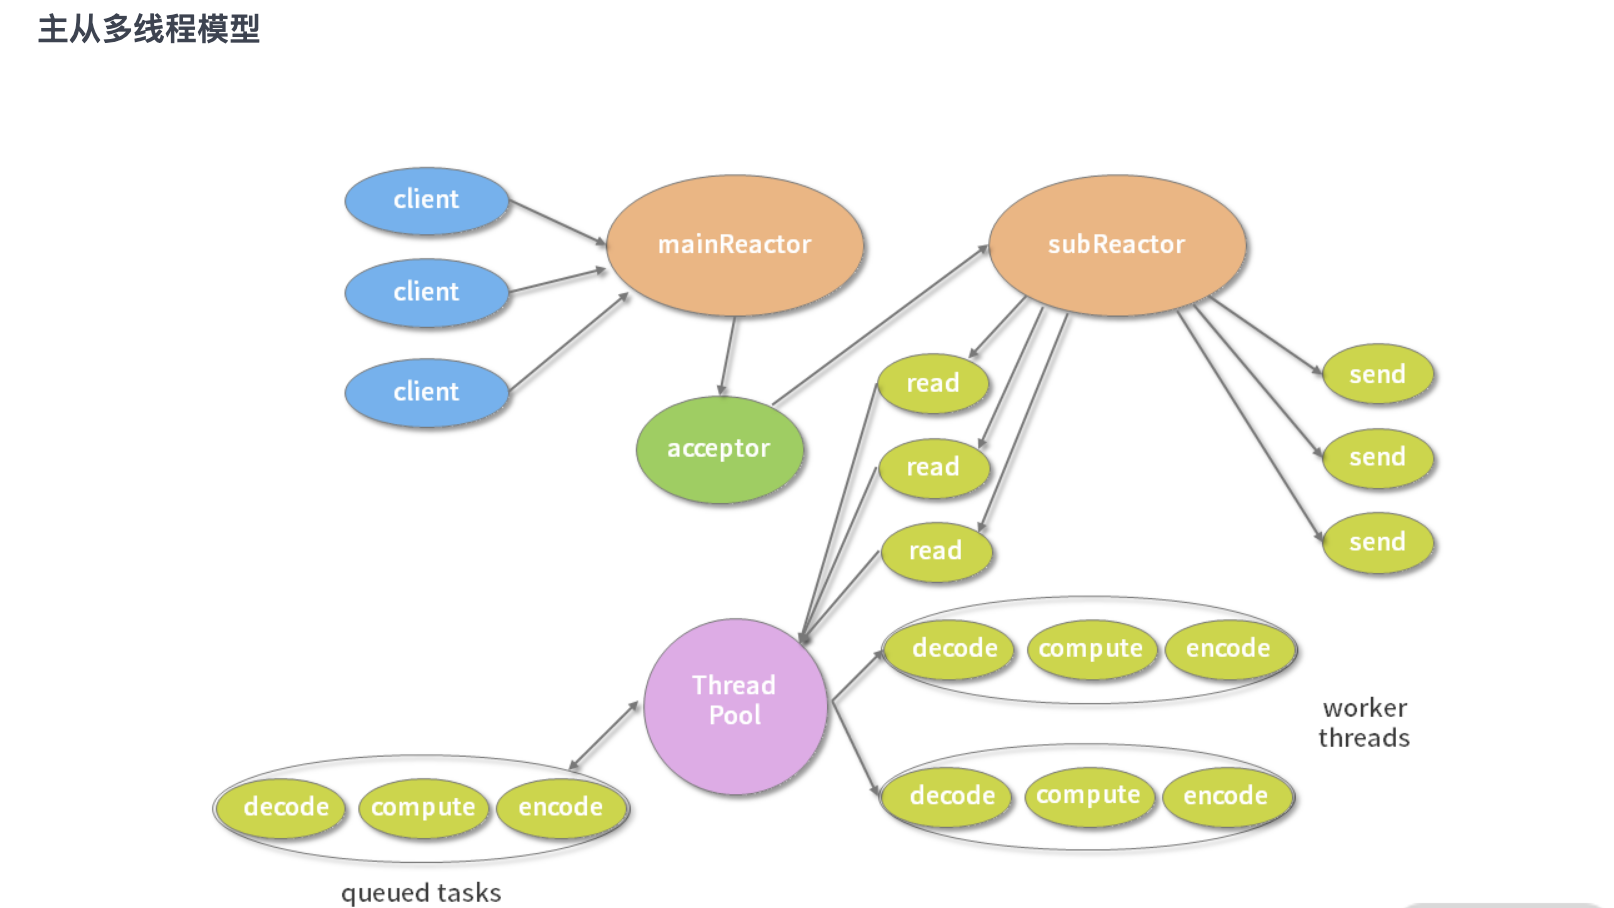 主从多线程模型
client
mainReactor
subReactor
client
client
acceptor
read
send
read
send
read
send
Thread
Pool
decode
compute
encode
worker
threads
decode
compute
encode
decode
compute
encode
queued tasks